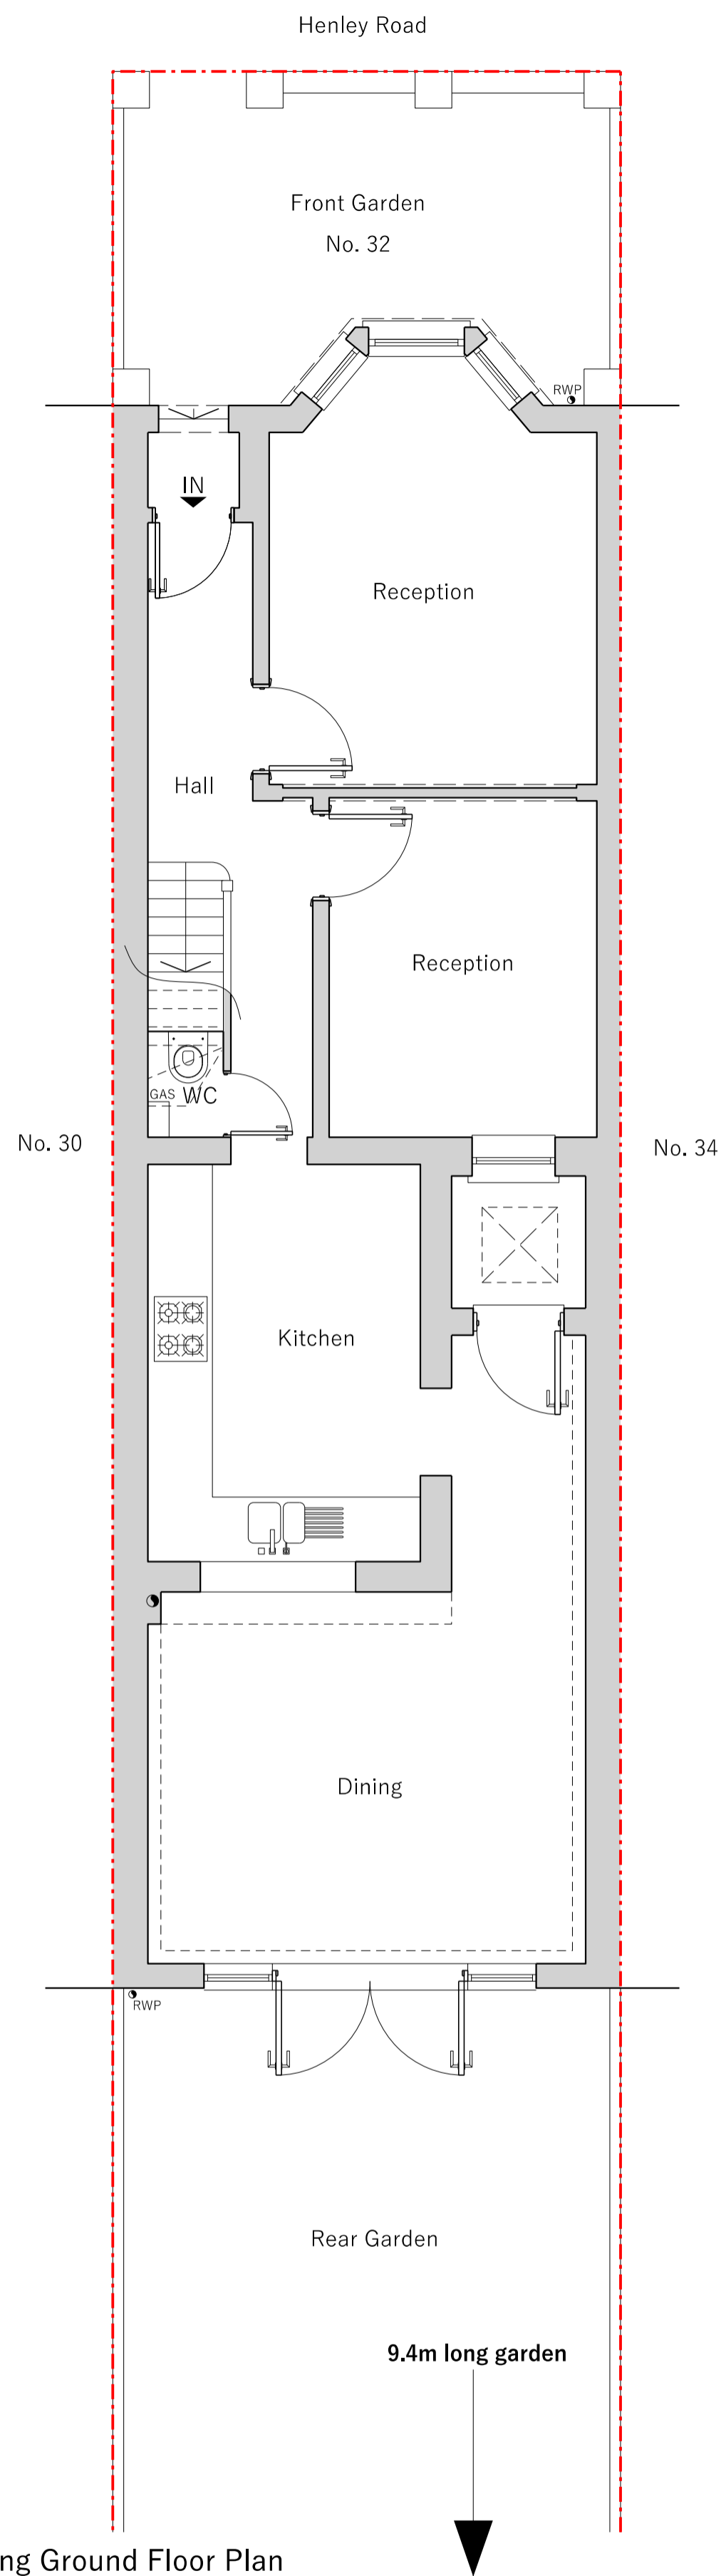 Henley Road
Front Garden
No. 32
RWP
IN
Reception
Hall
Reception
GAS WC
No. 30
No. 34
Kitchen
Dining
RWP
Rear Garden
9.4m long garden
ng Ground Floor Plan